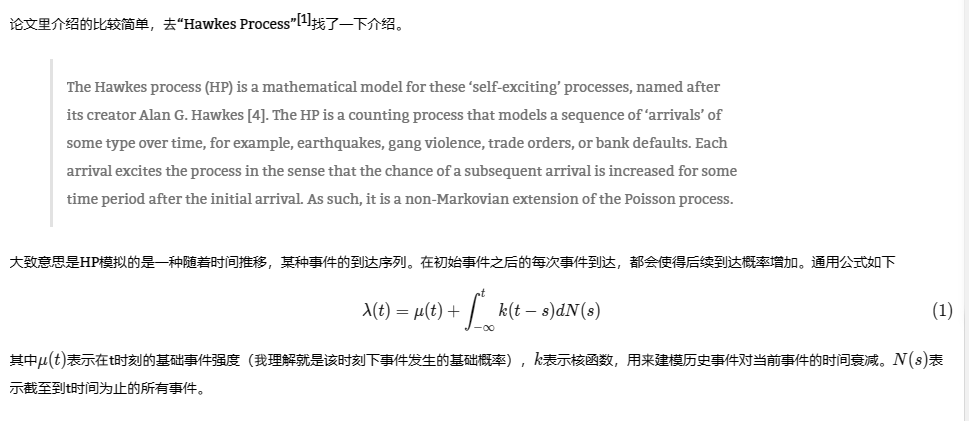 论文里介绍的比较简单，去“Hawkes Process”[1]找了一下介绍。
The Hawkes process (HP) is a mathematical model for these ‘self-exciting’ processes, named after
its creator Alan G. Hawkes [4]. The HP is a counting process that models a sequence of ‘arrivals’ of
some type over time, for example, earthquakes, gang violence, trade orders, or bank defaults. Each
arrival excites the process in the sense that the chance of a subsequent arrival is increased for some
time period after the initial arrival. As such, it is a non-Markovian extension of the Poisson process.
大致意思是HP模拟的是一种随着时间推移，某种事件的到达序列。在初始事件之后的每次事件到达，都会使得后续到达概率增加。通用公式如下
λ(t) = μ(t) + ∫_{-∞}^{t} k(t − s)dN(s) (1)
其中μ(t)表示在t时刻的基础事件强度（我理解就是该时刻下事件发生的基础概率），k表示核函数，用来建模历史事件对当前事件的时间衰减。N(s)表
示截至到t时间为止的所有事件。